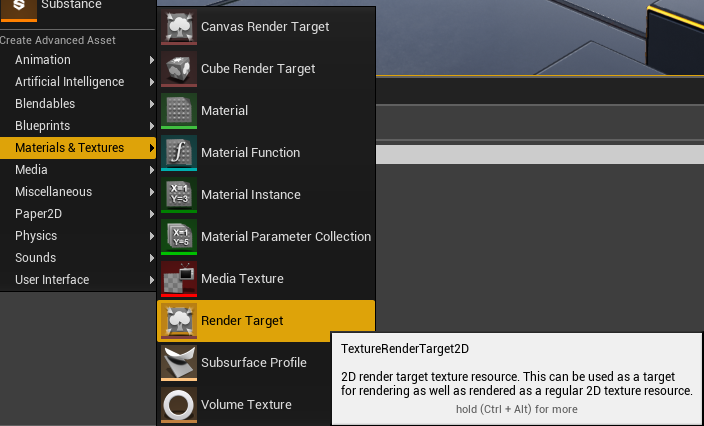 Substance
Create Advanced Asset
Animation
Artificial Intelligence
Blendables
Blueprints
Materials & Textures
Media
Miscellaneous
Paper2D
Physics
Sounds
User Interface
Canvas Render Target
Cube Render Target
Material
Material Function
X=1
Y=3
Material Instance
X=1
Y=5
Material Parameter Collection
Media Texture
Render Target
Subsurface Profile
Volume Texture
TextureRenderTarget2D
2D render target texture resource. This can be used as a target
for rendering as well as rendered as a regular 2D texture resource.
hold (Ctrl + Alt) for more